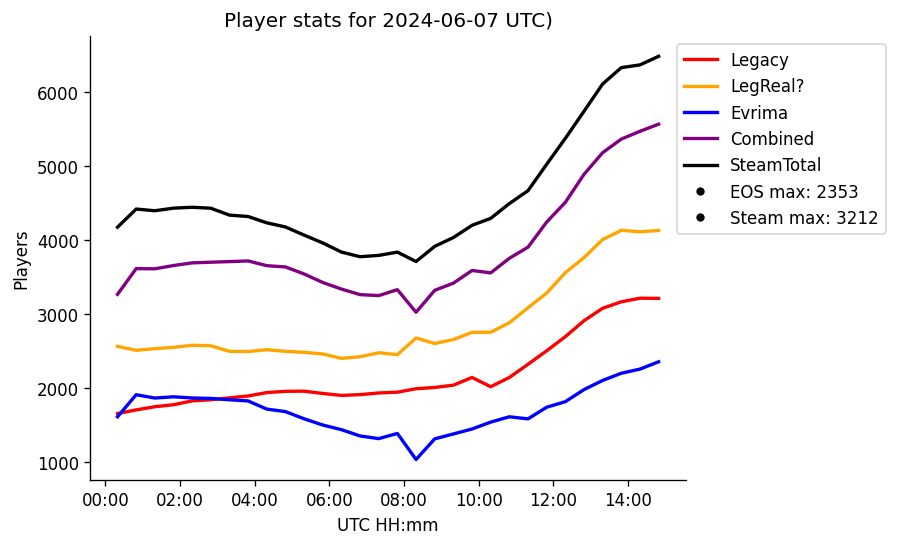 Player stats for 2024-06-07 UTC)
Legacy
LegReal?
Evrima
Combined
SteamTotal
EOS max: 2353
Steam max: 3212
Players
6000
5000
4000
3000
2000
1000
00:00 02:00 04:00 06:00 08:00 10:00 12:00 14:00
UTC HH:mm